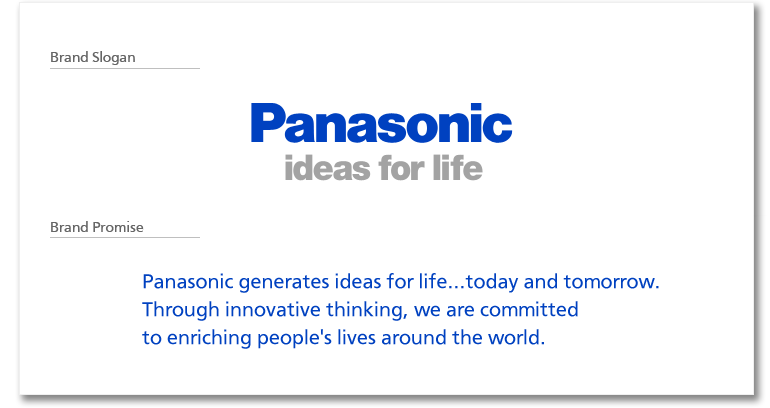 Brand Slogan
Panasonic
ideas for life
Brand Promise
Panasonic generates ideas for life...today and tomorrow.
Through innovative thinking, we are committed
to enriching people's lives around the world.